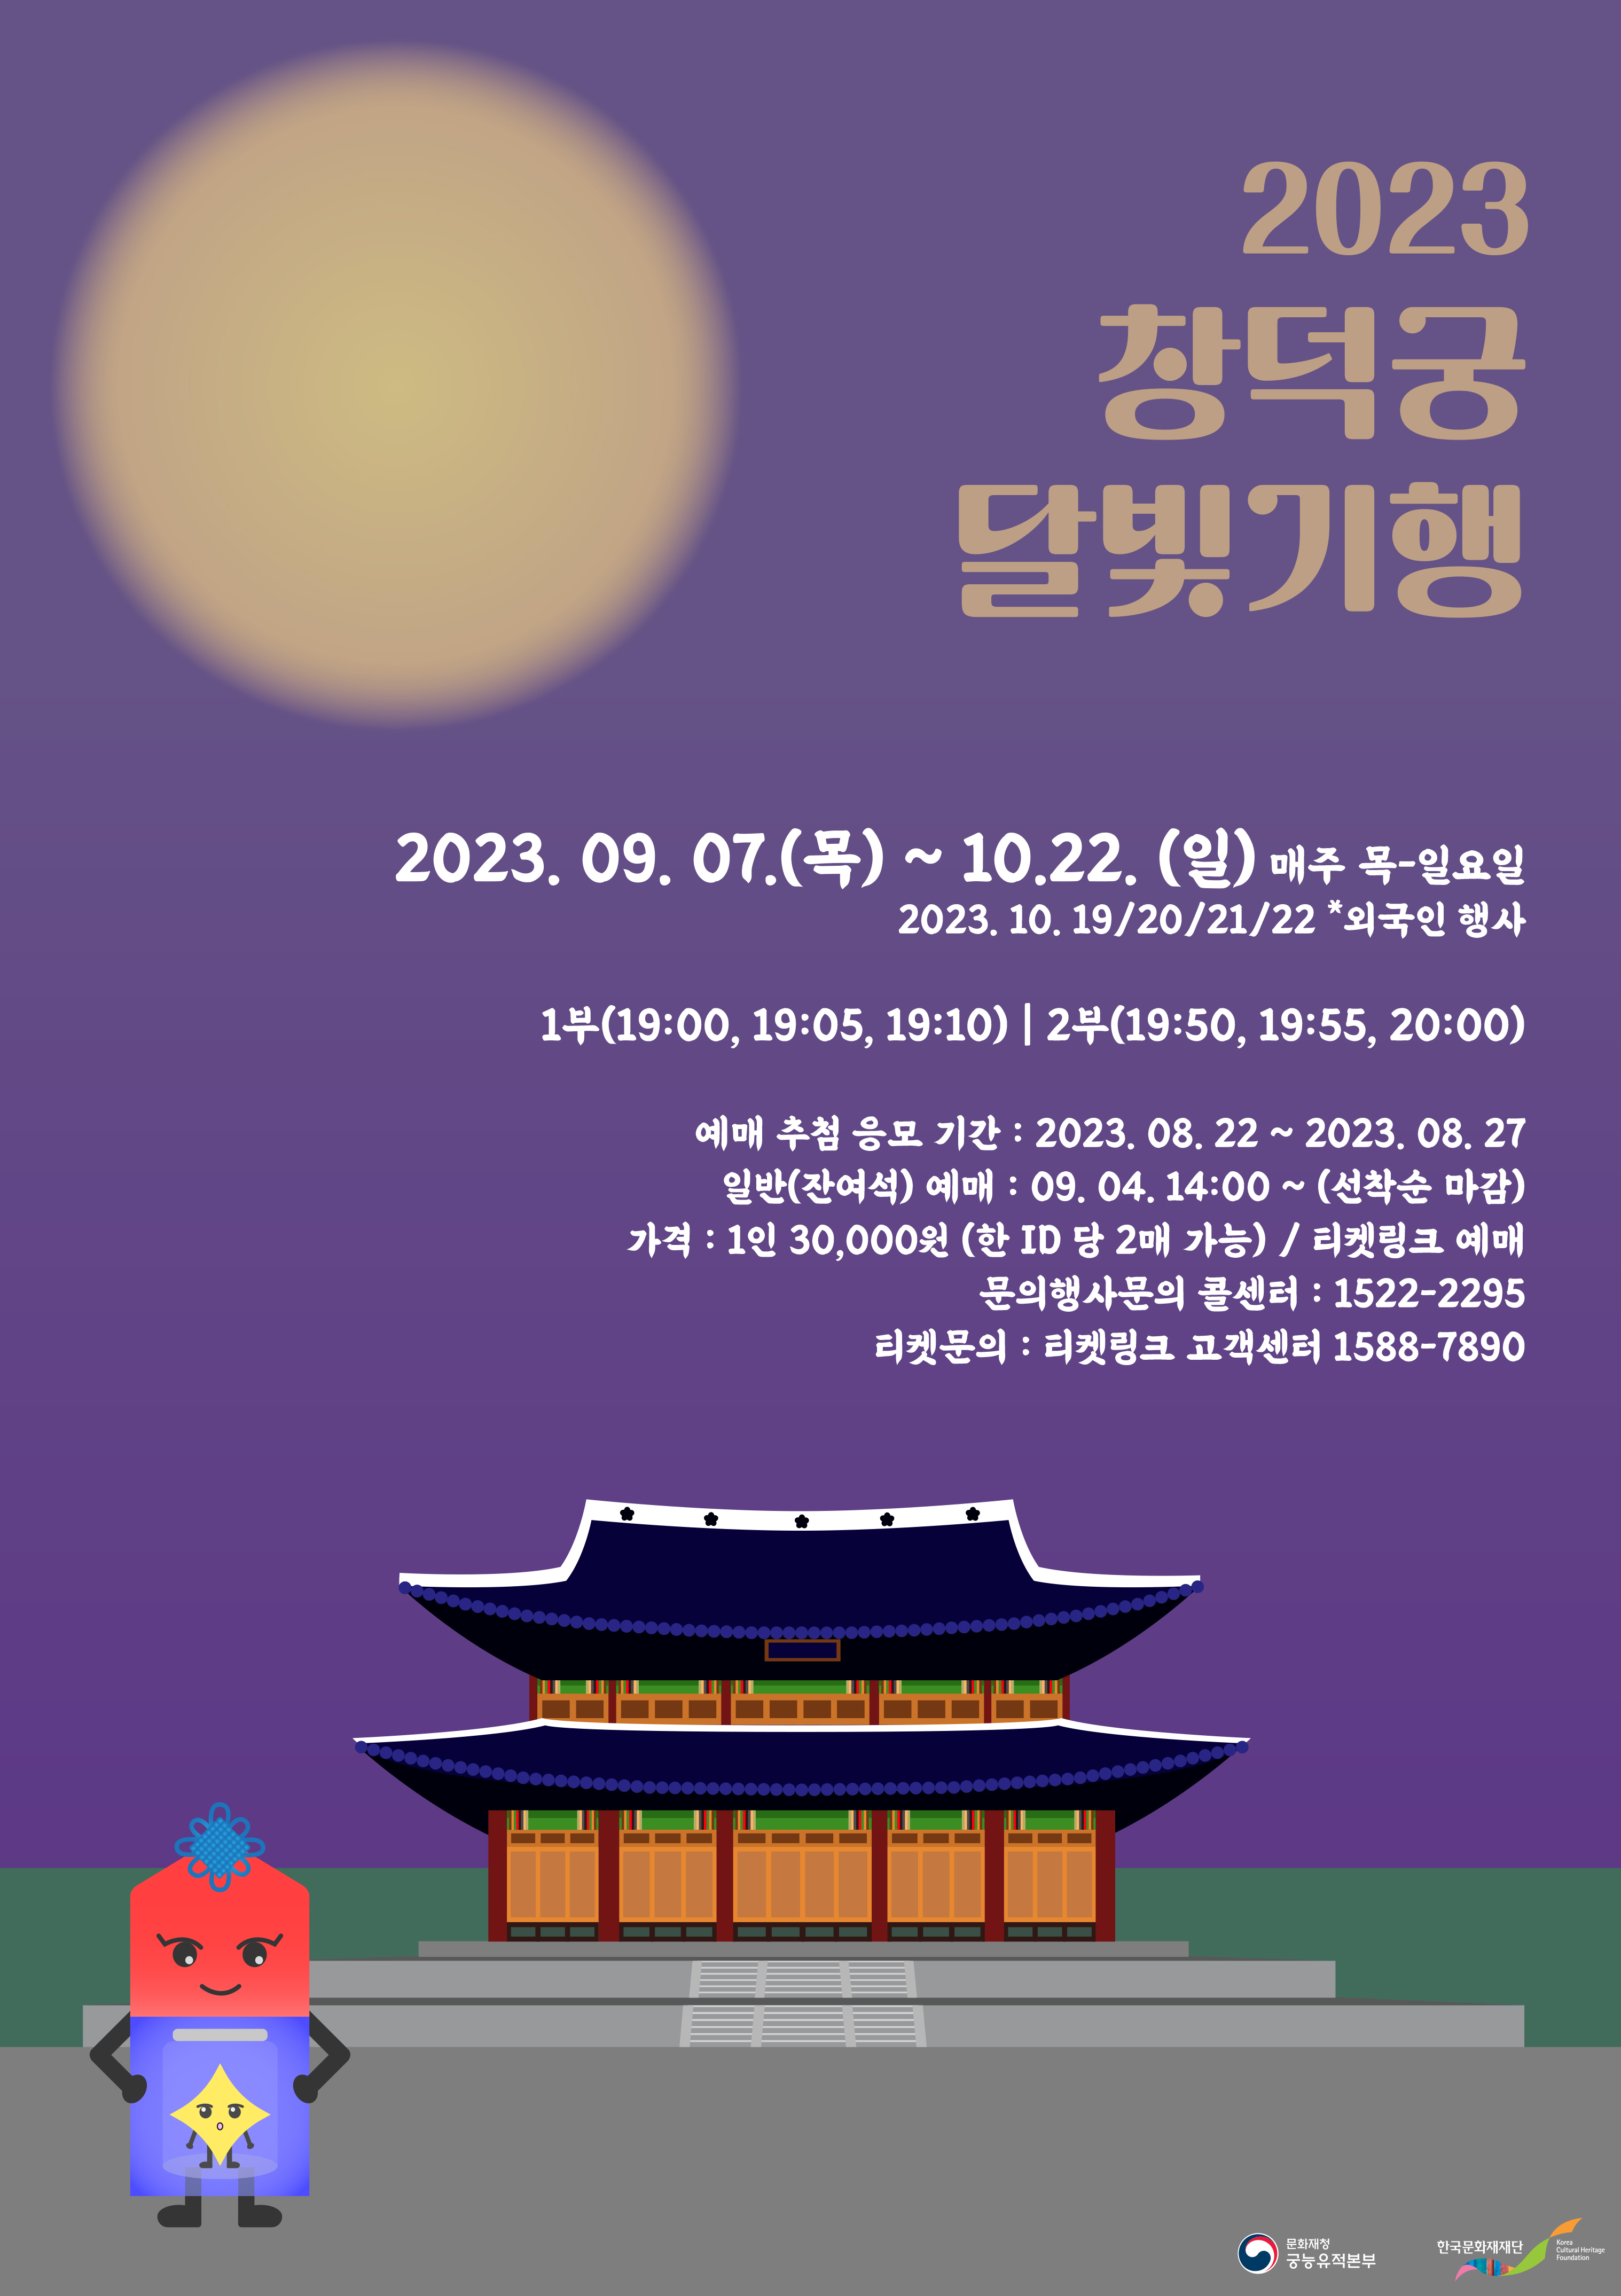 2023
창덕궁
달빛기행
2023. 09. 07.(목) ~ 10.22. (일) 매주 목-일요일
2023. 10. 19/20/21/22 *외국인 행사
1부(19:00, 19:05, 19:10) | 2부(19:50, 19:55, 20:00)
예매 추첨 응모 기간 : 2023. 08. 22 ~ 2023. 08. 27
일반(잔여석) 예매 : 09. 04. 14:00 ~ (선착순 마감)
가격 : 1인 30,000원 (한 ID 당 2매 가능) / 티켓링크 예매
문의행사문의 콜센터 : 1522-2295
티켓문의 : 티켓링크 고객센터 1588-7890
문화재청
궁능유적본부
한국문화재재단
Korea
Cultural Heritage
Foundation